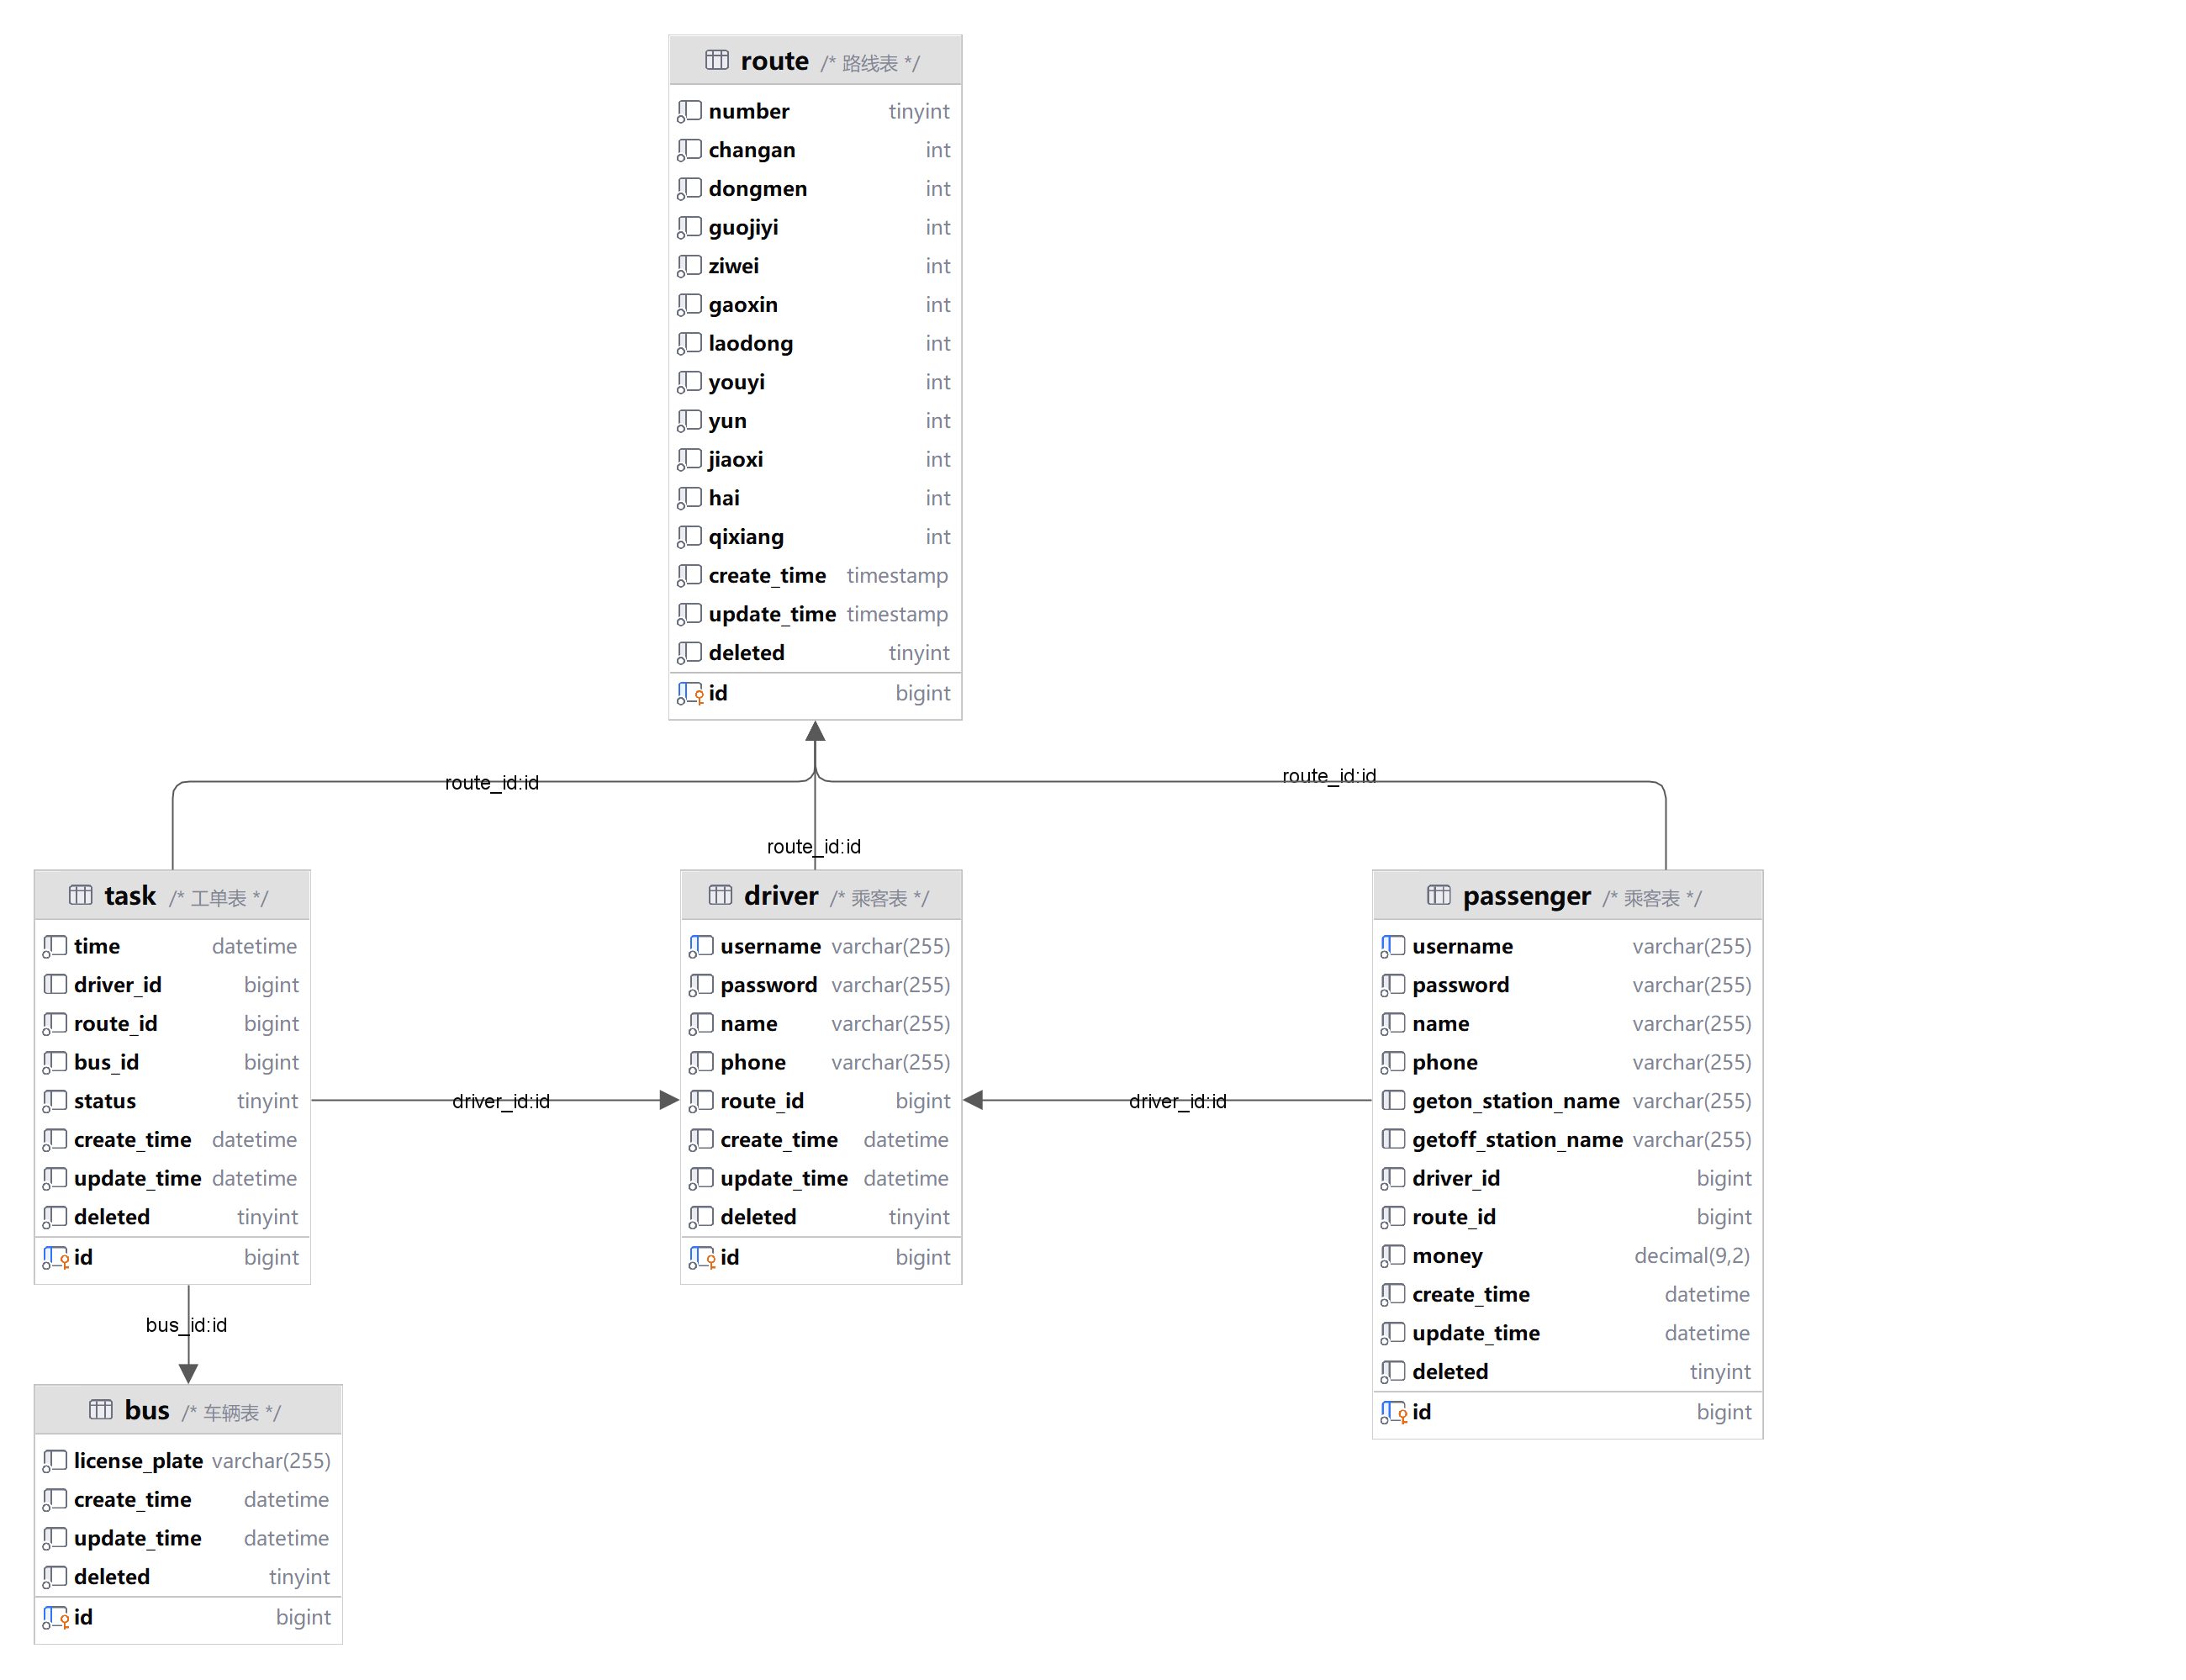 route /* 路线表 */
number tinyint
changan int
dongmen int
guojiyi int
ziwei int
gaoxin int
laodong int
youyi int
yun int
jiaoxi int
hai int
qixiang int
create_time timestamp
update_time timestamp
deleted tinyint
id bigint
route_id:id
route_id:id
route_id:id
task /* 工单表 */
time datetime
driver_id bigint
route_id bigint
bus_id bigint
status tinyint
create_time datetime
update_time datetime
deleted tinyint
id bigint
driver_id:id
driver /* 乘客表 */
username varchar(255)
password varchar(255)
name varchar(255)
phone varchar(255)
route_id bigint
create_time datetime
update_time datetime
deleted tinyint
id bigint
driver_id:id
passenger /* 乘客表 */
username varchar(255)
password varchar(255)
name varchar(255)
phone varchar(255)
geton_station_name varchar(255)
getoff_station_name varchar(255)
driver_id bigint
route_id bigint
money decimal(9,2)
create_time datetime
update_time datetime
deleted tinyint
id bigint
bus_id:id
bus /* 车辆表 */
license_plate varchar(255)
create_time datetime
update_time datetime
deleted tinyint
id bigint